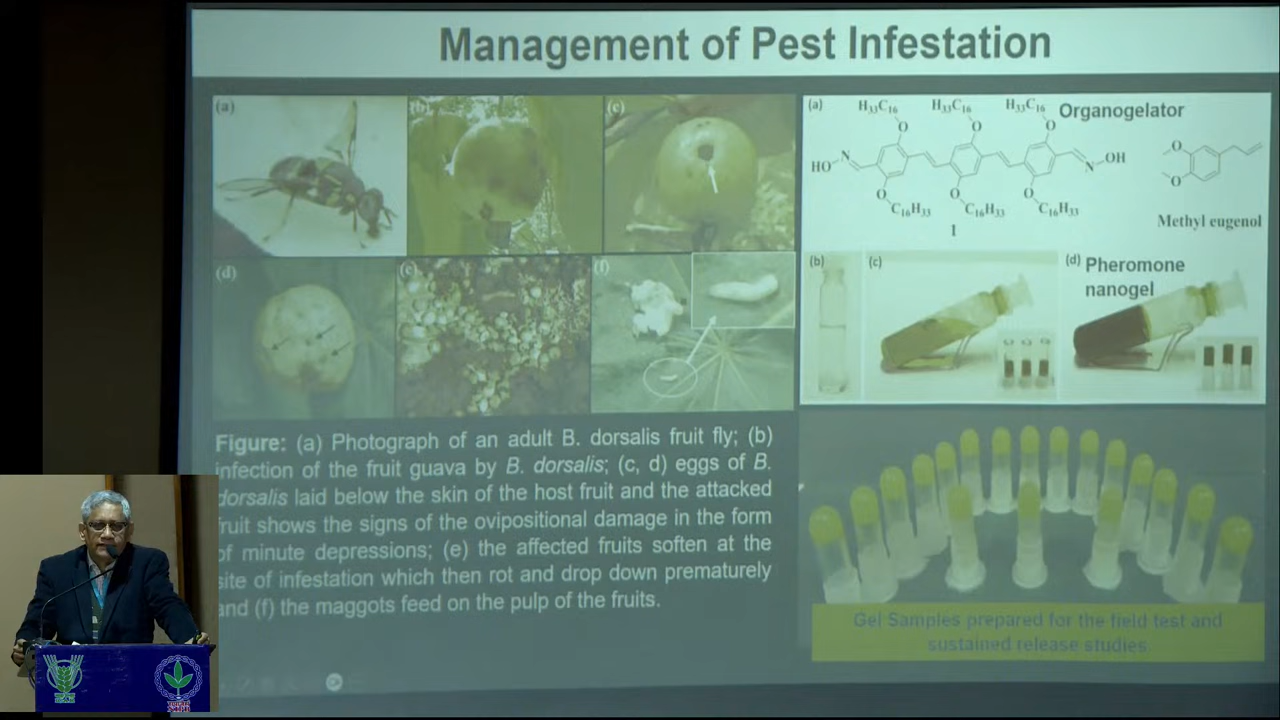 Management of Pest Infestation
(a)
(b)
(c)
(d)
(e)
(f)
Figure: (a) Photograph of an adult B. dorsalis fruit fly; (b)
infection of the fruit guava by B. dorsalis; (c, d) eggs of B.
dorsalis laid below the skin of the host fruit and the attacked
fruit shows the signs of the ovipositional damage in the form
of minute depressions; (e) the affected fruits soften at the
site of infestation which then rot and drop down prematurely
and (f) the maggots feed on the pulp of the fruits.
(a)
H₃₃C₁₆ H₃₃C₁₆ H₃₃C₁₆ Organogelator
O O O
HO N N OH
O O O
C₁₆H₃₃ C₁₆H₃₃ C₁₆H₃₃
1
O
O
Methyl eugenol
(b)
(c)
(d) Pheromone
nanogel
Gel Samples prepared for the field test and
sustained release studies.